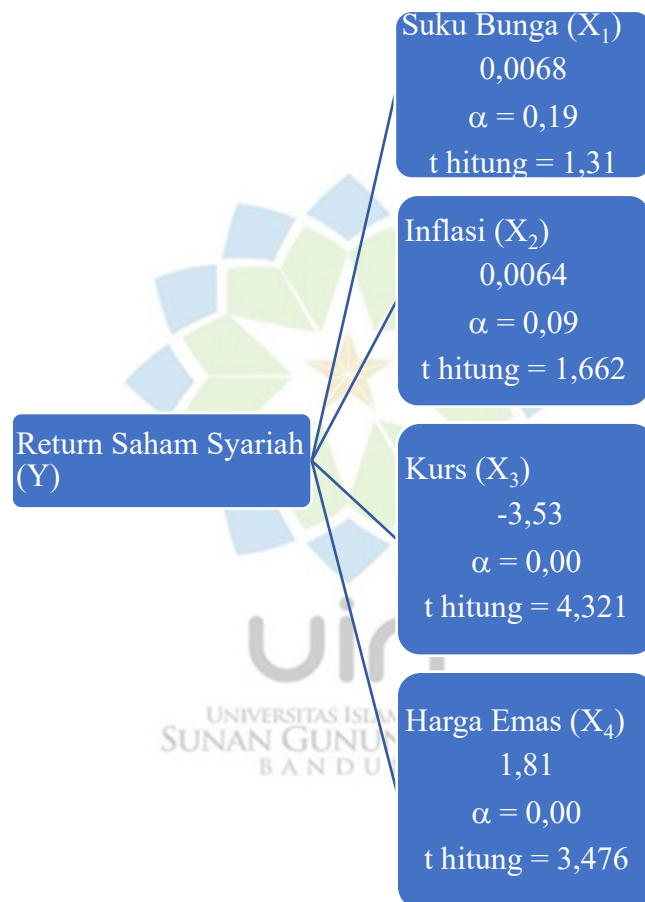 Suku Bunga (X₁)
0,0068
α = 0,19
t hitung = 1,31
Inflasi (X₂)
0,0064
α = 0,09
t hitung = 1,662
Return Saham Syariah
(Y)
Kurs (X₃)
-3,53
α = 0,00
t hitung = 4,321
Harga Emas (X₄)
1,81
α = 0,00
t hitung = 3,476
UNIVERSITAS
SUNAN